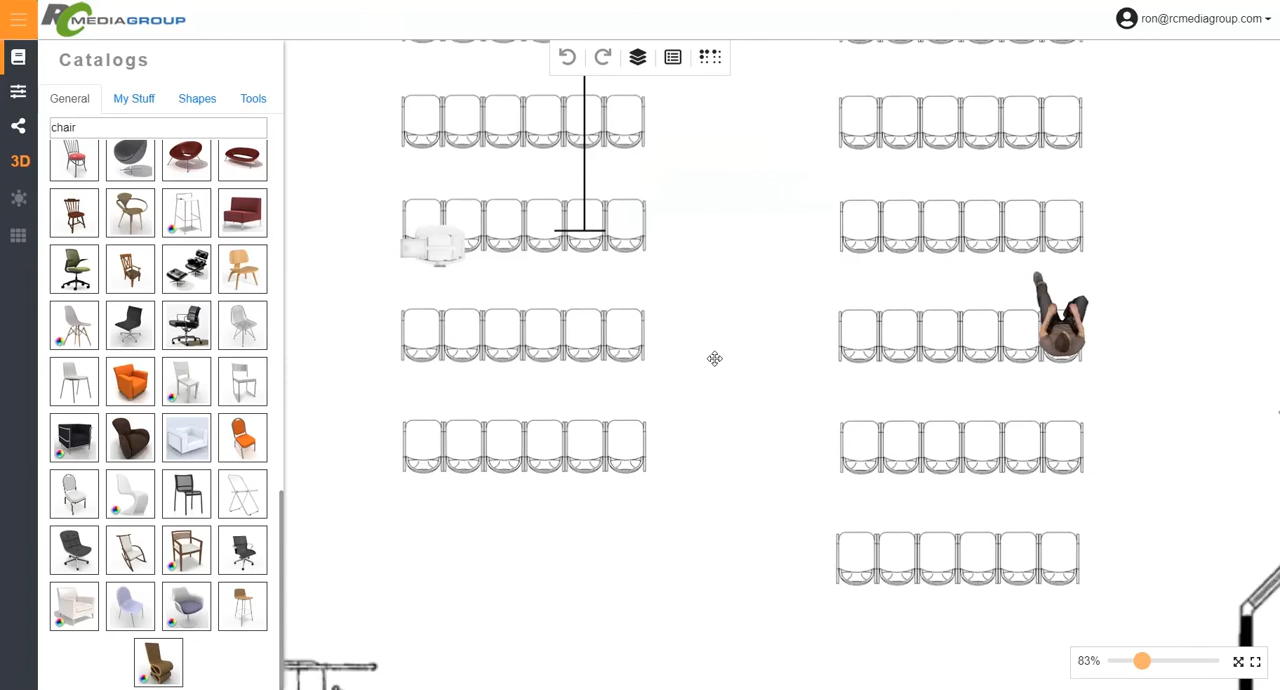 RC MEDIAGROUP
ron@rcmediagroup.com
Catalogs
General My Stuff Shapes Tools
chair
3D
83%